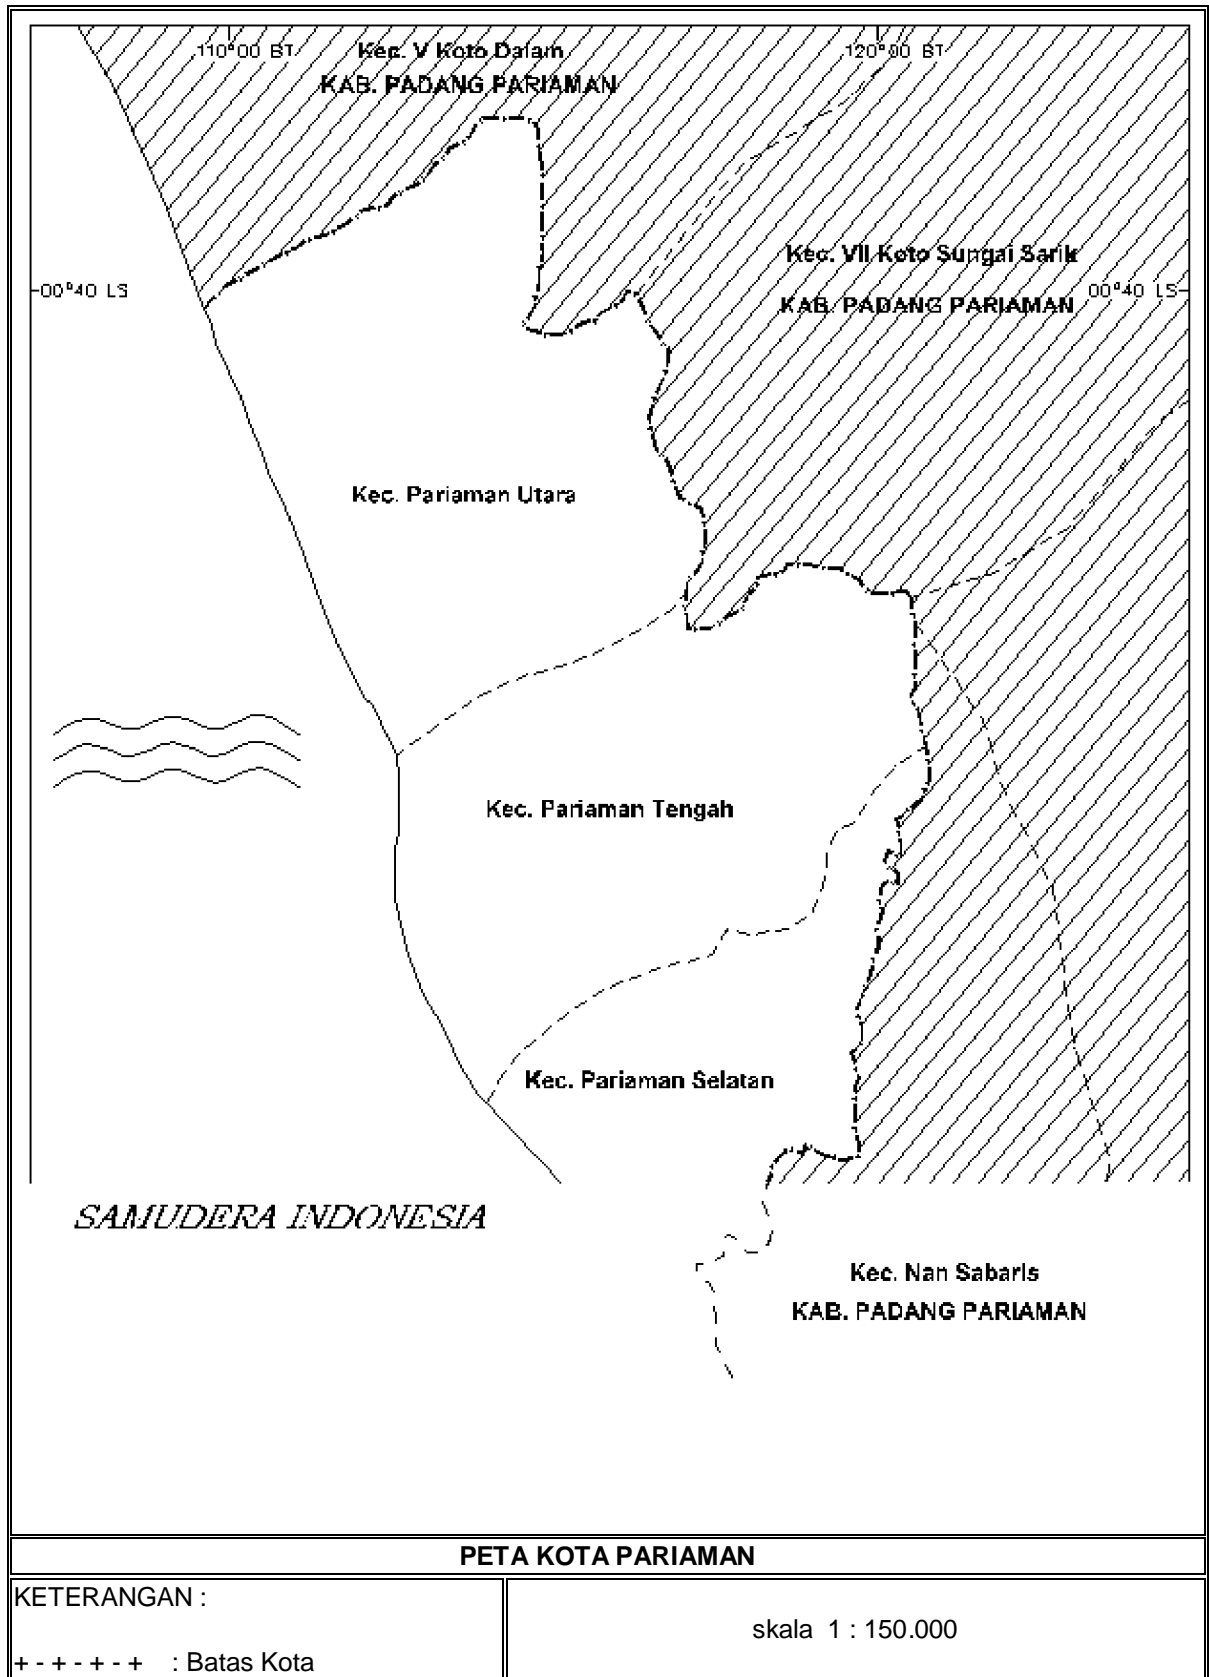 110°00 BT
Kec. V Koto Dalam
120°00 BT
KAB. PADANG PARIAMAN
Kec. VII Koto Sungai Sarik
00°40 LS
00°40 LS
KAB. PADANG PARIAMAN
Kec. Pariaman Utara
Kec. Pariaman Tengah
Kec. Pariaman Selatan
SAMUDERA INDONESIA
Kec. Nan Sabaris
KAB. PADANG PARIAMAN
PETA KOTA PARIAMAN
KETERANGAN :
skala 1 : 150.000
+ - + - + - + : Batas Kota